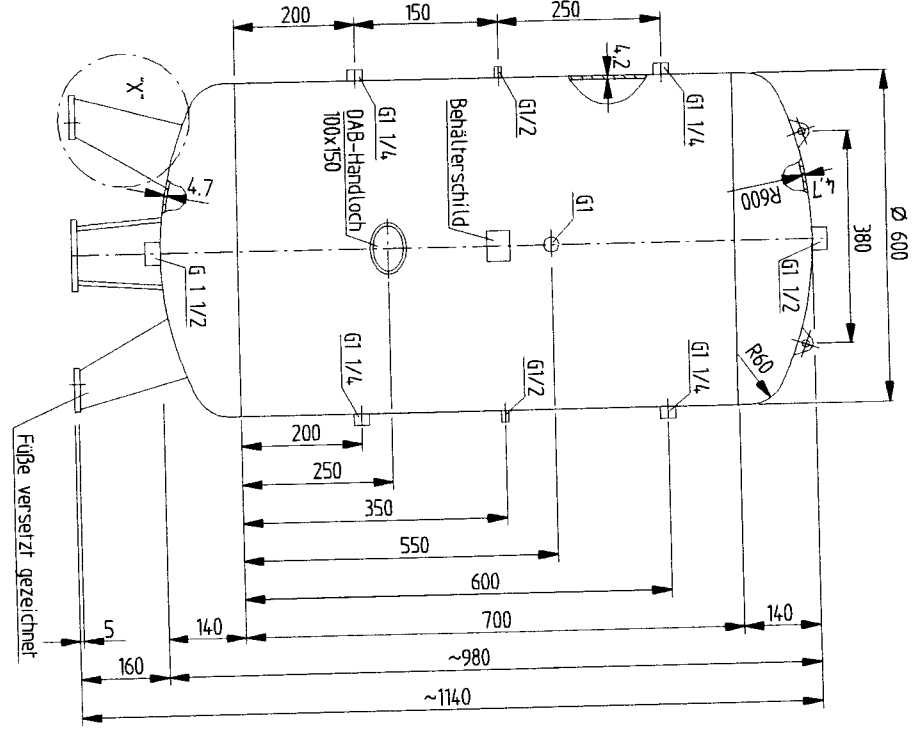 200
150
250
4.2
G1 1/4
G1/2
G1 1/4
"X"
DAB-Handloch
100x150
Behälterschild
G1
4.7
4.7
R600
Ø 600
380
G 1 1/2
G1 1/2
R60
G1 1/4
G1/2
G1 1/4
200
250
350
550
600
140
700
140
5
160
~980
~1140
Füße versetzt gezeichnet